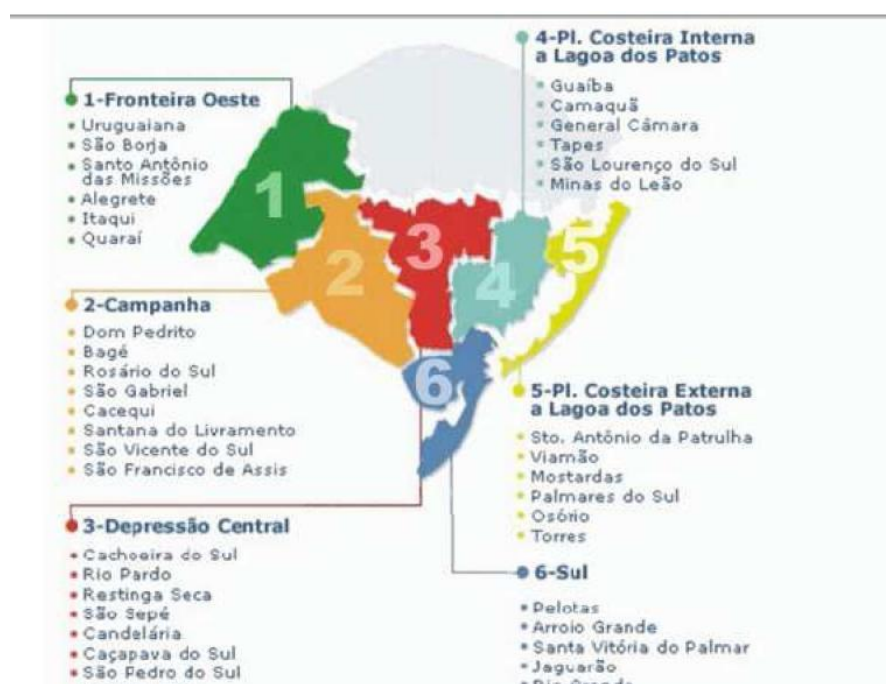 1-Fronteira Oeste
Uruguaiana
São Borja
Santo Antônio
das Missões
Alegrete
Itaqui
Quaraí
2-Campanha
Dom Pedrito
Bagé
Rosário do Sul
São Gabriel
Cacequi
Santana do Livramento
São Vicente do Sul
São Francisco de Assis
3-Depressão Central
Cachoeira do Sul
Rio Pardo
Restinga Seca
São Sepé
Candelária
Caçapava do Sul
São Pedro do Sul
1
2
3
4
5
6
4-Pl. Costeira Interna
a Lagoa dos Patos
Guaíba
Camaquã
General Câmara
Tapes
São Lourenço do Sul
Minas do Leão
5-Pl. Costeira Externa
a Lagoa dos Patos
Sto. Antônio da Patrulha
Viamão
Mostardas
Palmares do Sul
Osório
Torres
6-Sul
Pelotas
Arroio Grande
Santa Vitória do Palmar
Jaguarão